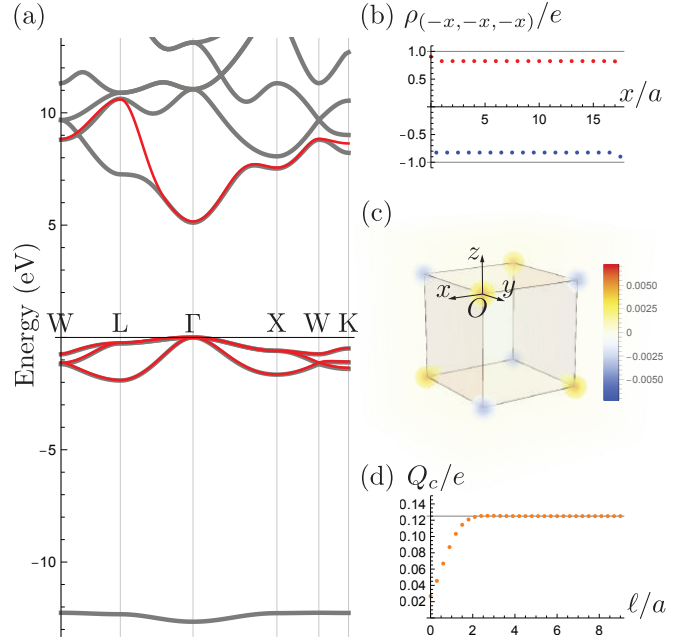 (a)
Energy (eV)
10
5
-5
-10
W L Γ X W K
(b) ρ(−x,−x,−x)/e
1.0
0.5
-0.5
-1.0
5 10 15
x/a
(c)
z
x y
O
0.0050
0.0025
0
-0.0025
-0.0050
(d) Q_c/e
0.14
0.12
0.10
0.08
0.06
0.04
0.02
0 2 4 6 8
ℓ/a